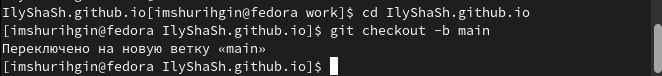 IlyShaSh.github.io[imshurihgin@fedora work]$ cd IlyShaSh.github.io
[imshurihgin@fedora IlyShaSh.github.io]$ git checkout -b main
Переключено на новую ветку «main»
[imshurihgin@fedora IlyShaSh.github.io]$